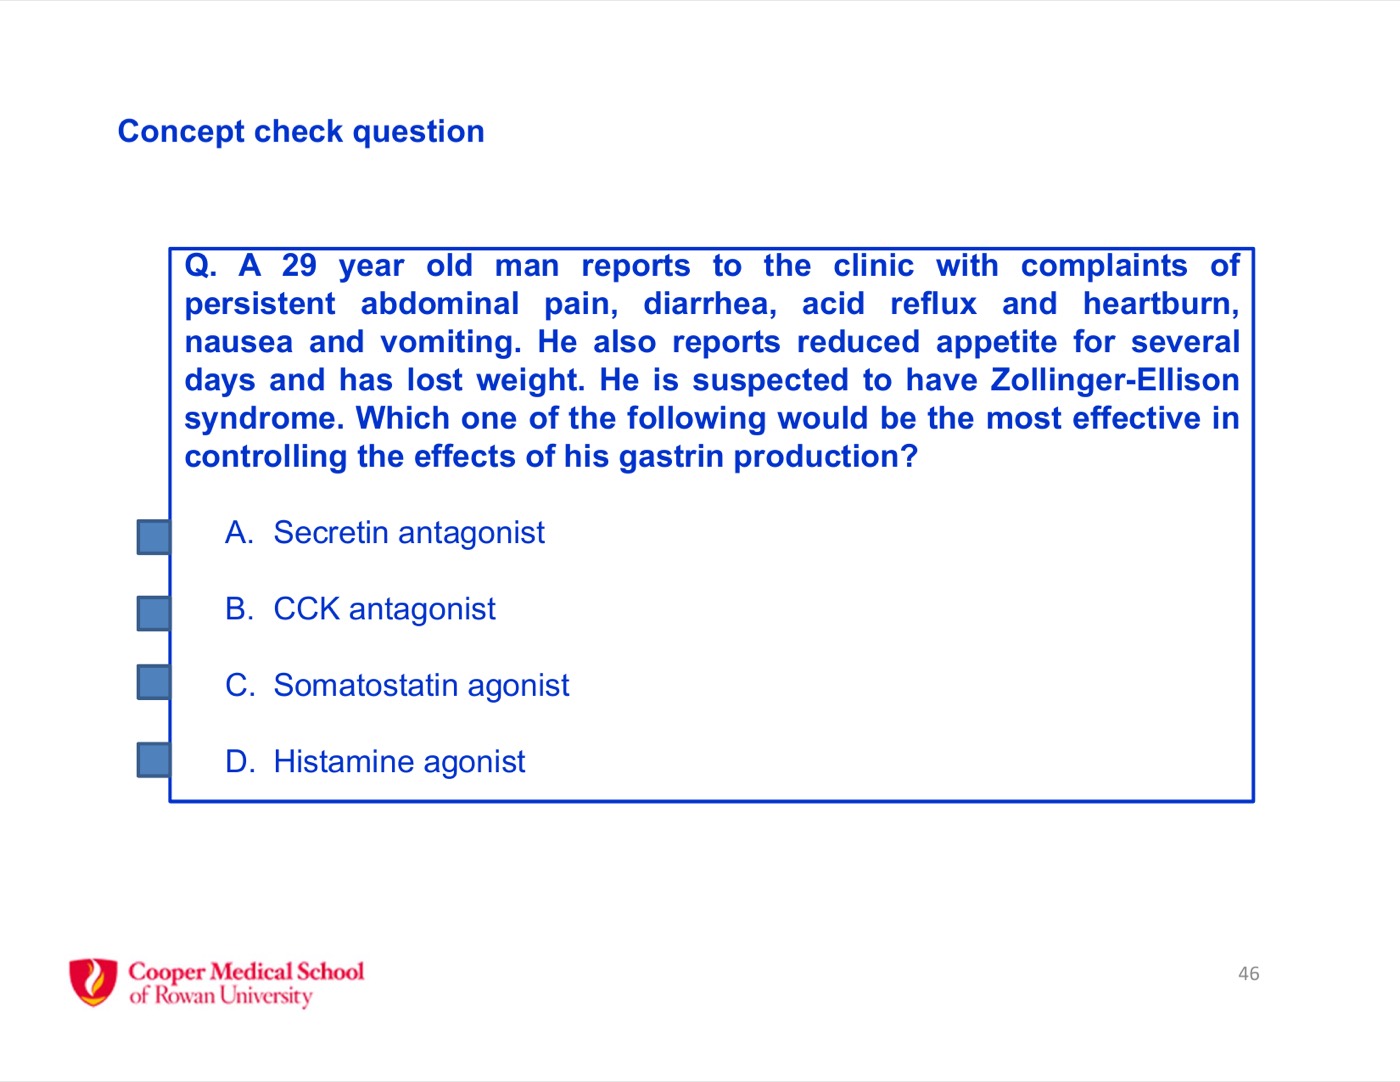 Concept check question
Q. A 29 year old man reports to the clinic with complaints of
persistent abdominal pain, diarrhea, acid reflux and heartburn,
nausea and vomiting. He also reports reduced appetite for several
days and has lost weight. He is suspected to have Zollinger-Ellison
syndrome. Which one of the following would be the most effective in
controlling the effects of his gastrin production?
A. Secretin antagonist
B. CCK antagonist
C. Somatostatin agonist
D. Histamine agonist
Cooper Medical School
of Rowan University
46